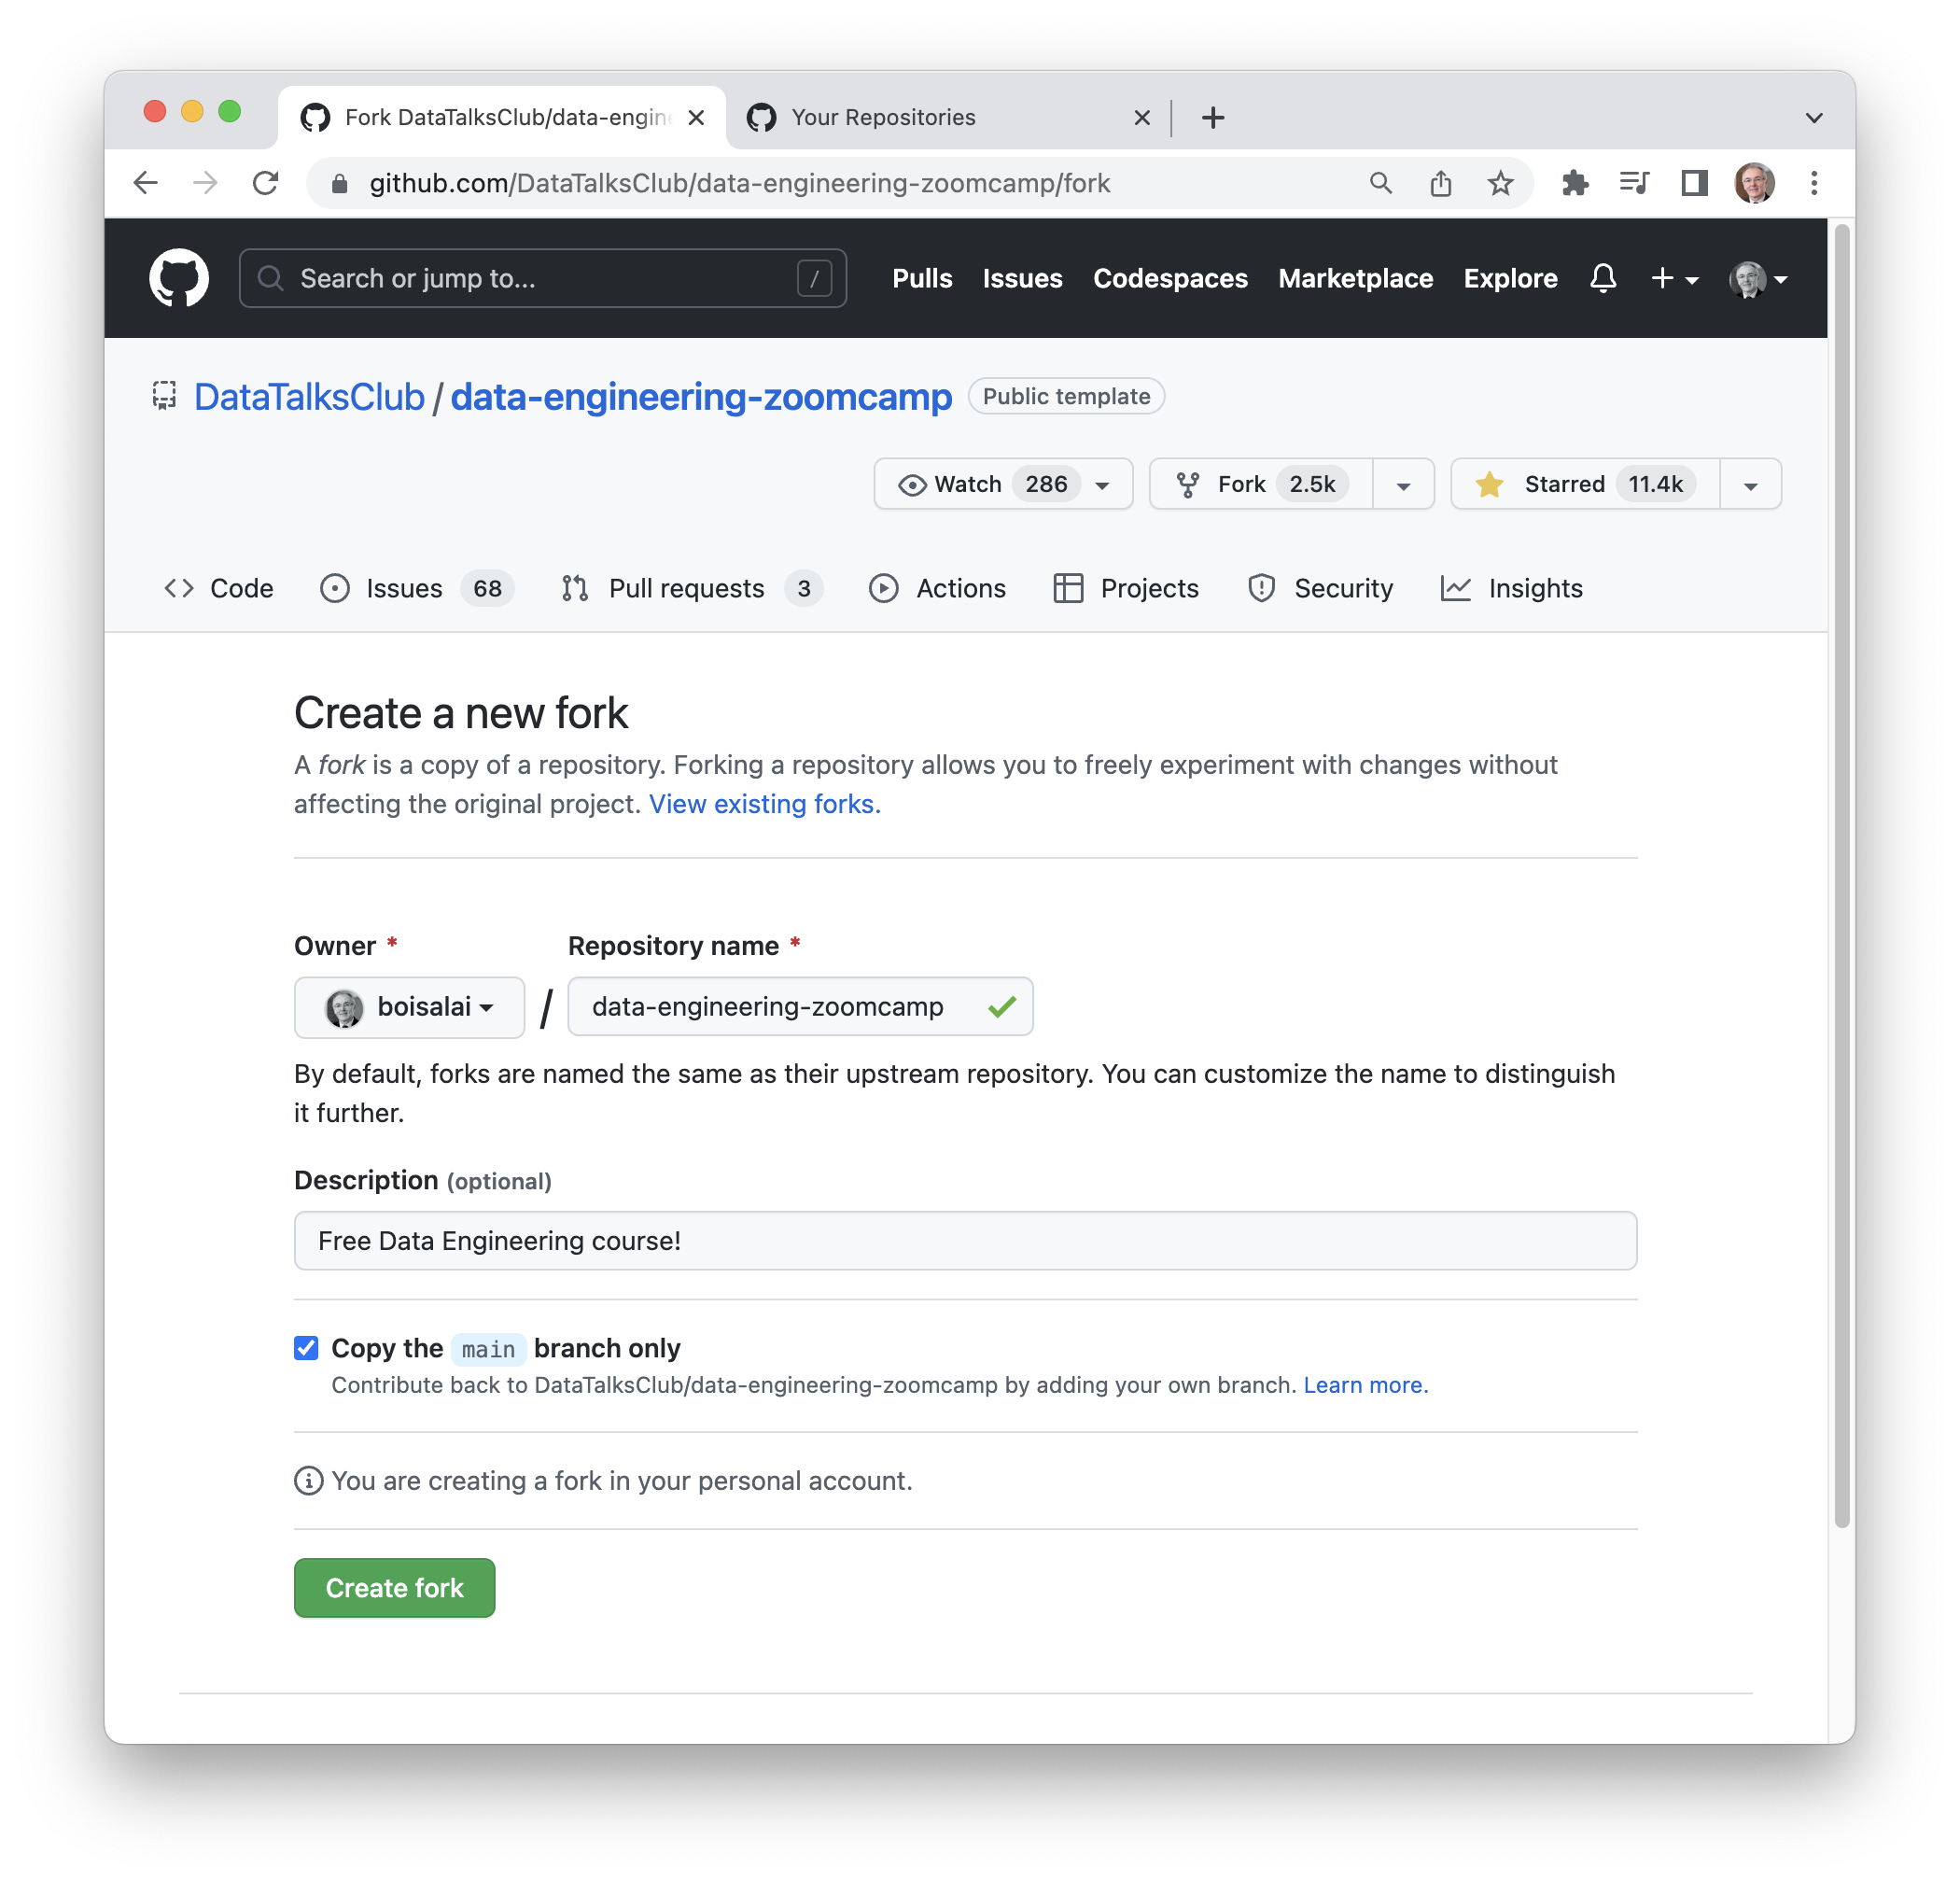 Fork DataTalksClub/data-engine
Your Repositories
github.com/DataTalksClub/data-engineering-zoomcamp/fork
Search or jump to...
/
Pulls
Issues
Codespaces
Marketplace
Explore
DataTalksClub / data-engineering-zoomcamp
Public template
Watch 286
Fork 2.5k
Starred 11.4k
Code
Issues 68
Pull requests 3
Actions
Projects
Security
Insights
Create a new fork
A fork is a copy of a repository. Forking a repository allows you to freely experiment with changes without
affecting the original project. View existing forks.
Owner *
Repository name *
boisalai
/
data-engineering-zoomcamp
By default, forks are named the same as their upstream repository. You can customize the name to distinguish
it further.
Description (optional)
Free Data Engineering course!
Copy the main branch only
Contribute back to DataTalksClub/data-engineering-zoomcamp by adding your own branch. Learn more.
You are creating a fork in your personal account.
Create fork